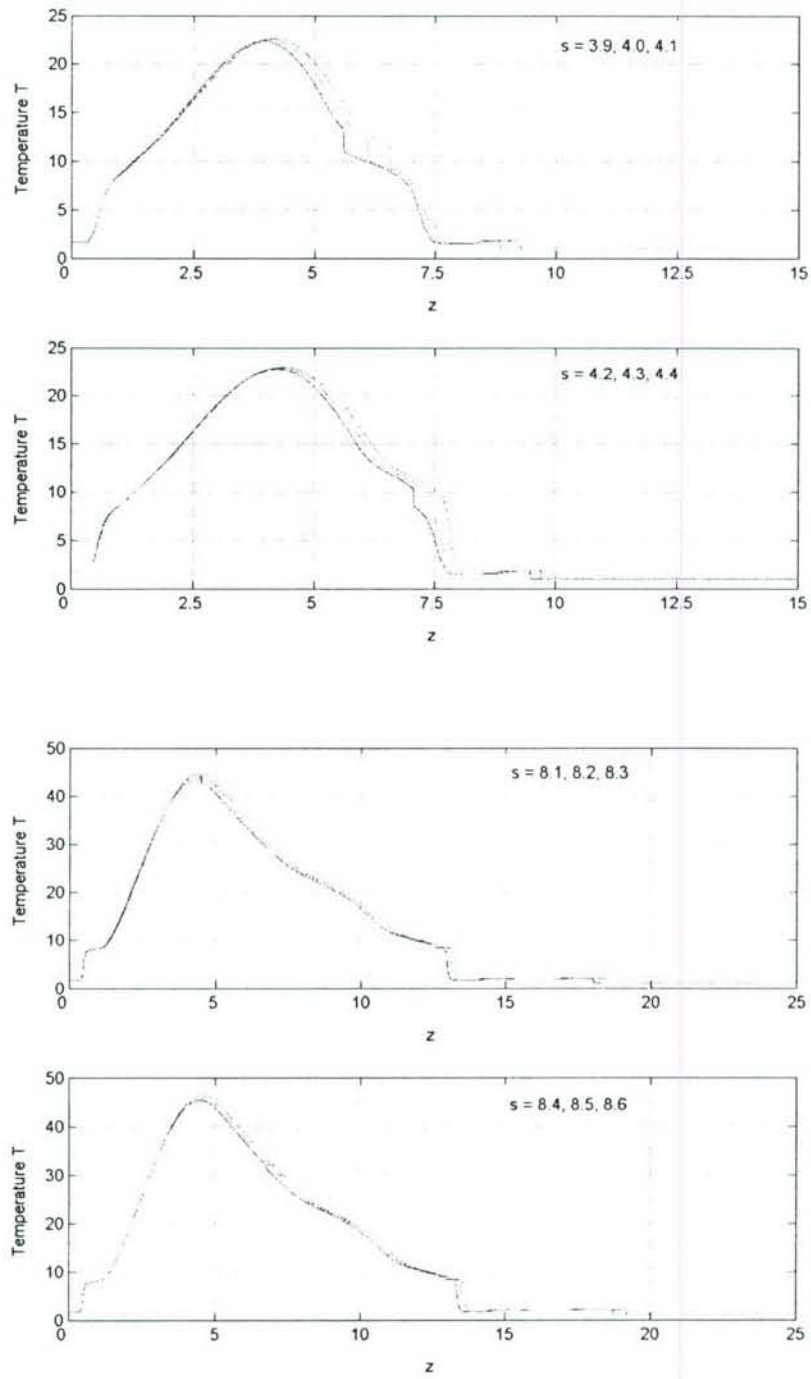 25
20
15
10
5
0
Temperature T
s = 3.9, 4.0, 4.1
0 2.5 5 7.5 10 12.5 15
z
25
20
15
10
5
0
Temperature T
s = 4.2, 4.3, 4.4
0 2.5 5 7.5 10 12.5 15
z
50
40
30
20
10
0
Temperature T
s = 8.1, 8.2, 8.3
0 5 10 15 20 25
z
50
40
30
20
10
0
Temperature T
s = 8.4, 8.5, 8.6
0 5 10 15 20 25
z